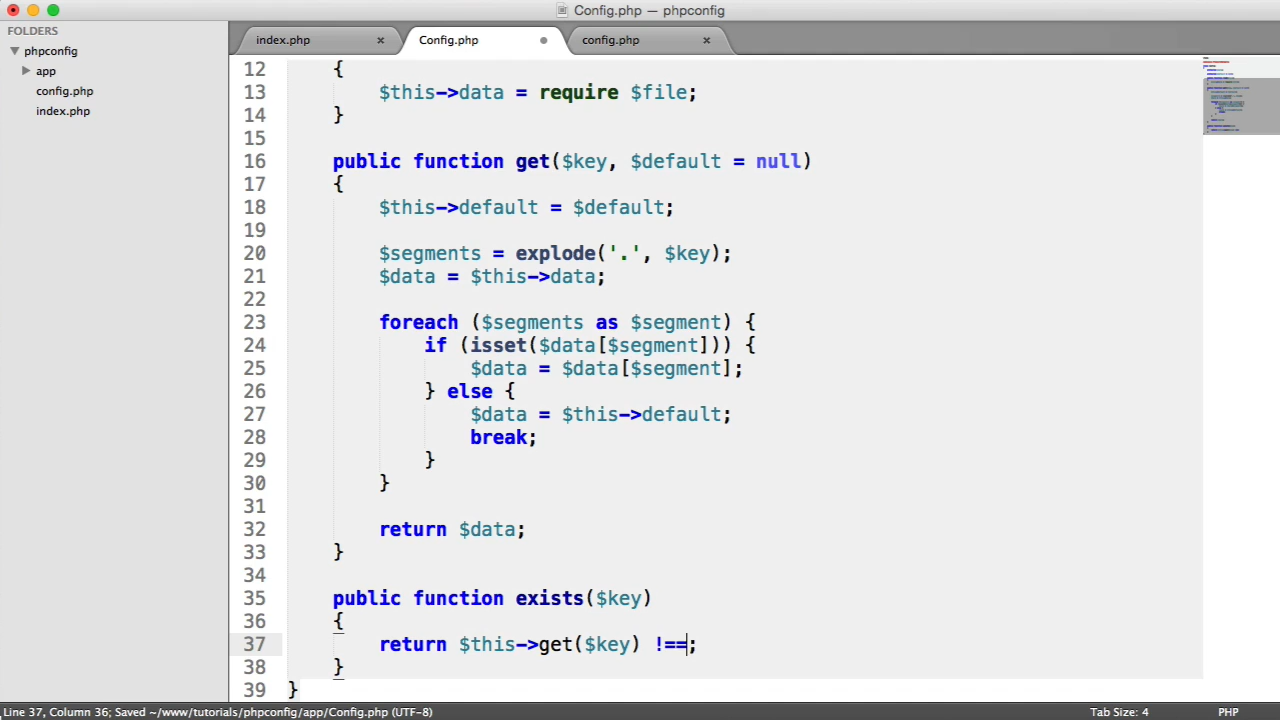 Config.php — phpconfig
FOLDERS
phpconfig
app
config.php
index.php
index.php
Config.php
config.php
12 {
13 $this->data = require $file;
14 }
15
16 public function get($key, $default = null)
17 {
18 $this->default = $default;
19
20 $segments = explode('.', $key);
21 $data = $this->data;
22
23 foreach ($segments as $segment) {
24 if (isset($data[$segment])) {
25 $data = $data[$segment];
26 } else {
27 $data = $this->default;
28 break;
29 }
30 }
31
32 return $data;
33 }
34
35 public function exists($key)
36 {
37 return $this->get($key) !==;
38 }
39 }
Line 37, Column 36; Saved ~/www/tutorials/phpconfig/app/Config.php (UTF-8)
Tab Size: 4
PHP